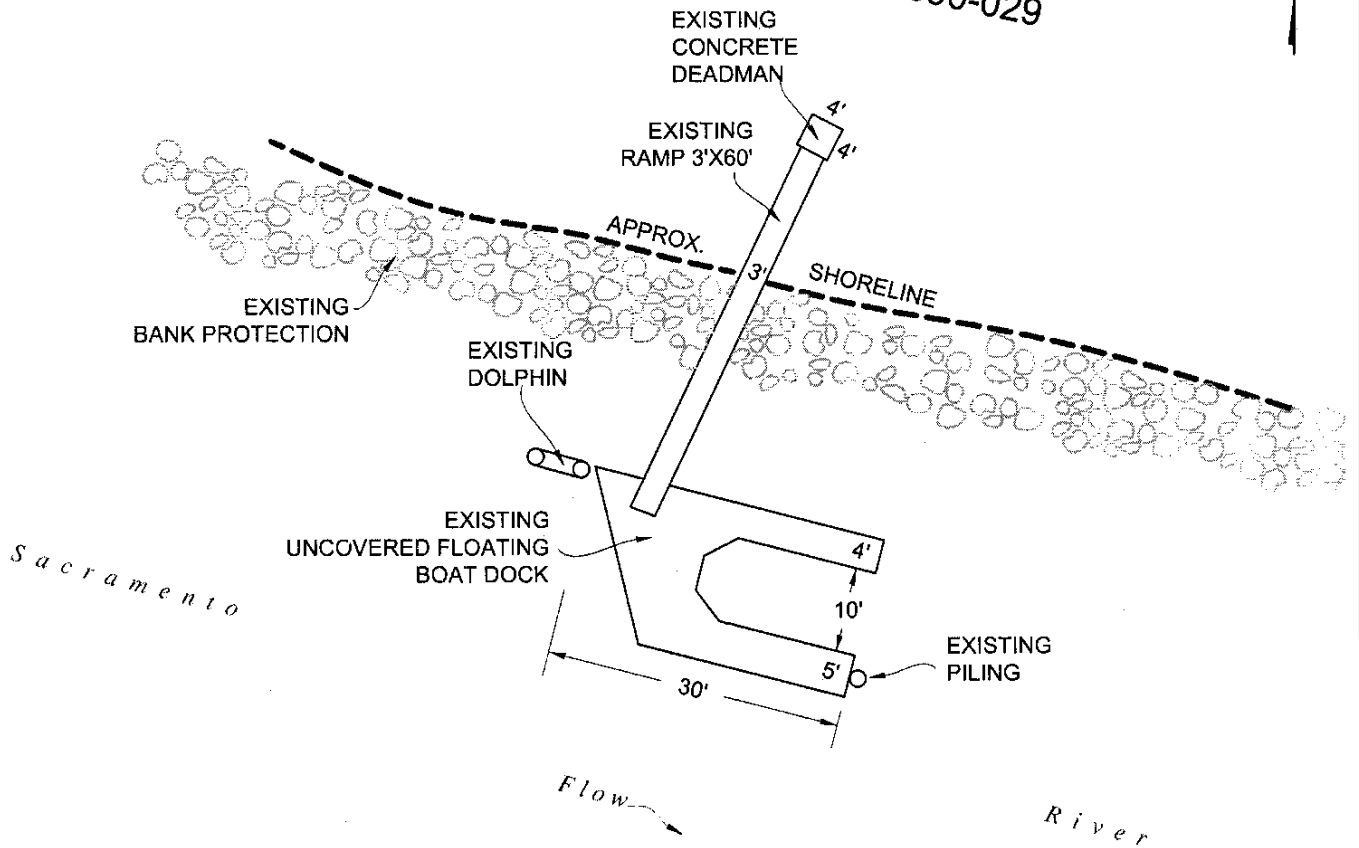 -029
EXISTING
CONCRETE
DEADMAN
4'
4'
EXISTING
RAMP 3'X60'
APPROX.
3'
SHORELINE
EXISTING
BANK PROTECTION
EXISTING
DOLPHIN
EXISTING
UNCOVERED FLOATING
BOAT DOCK
4'
10'
5'
EXISTING
PILING
30'
Sacramento
Flow
River